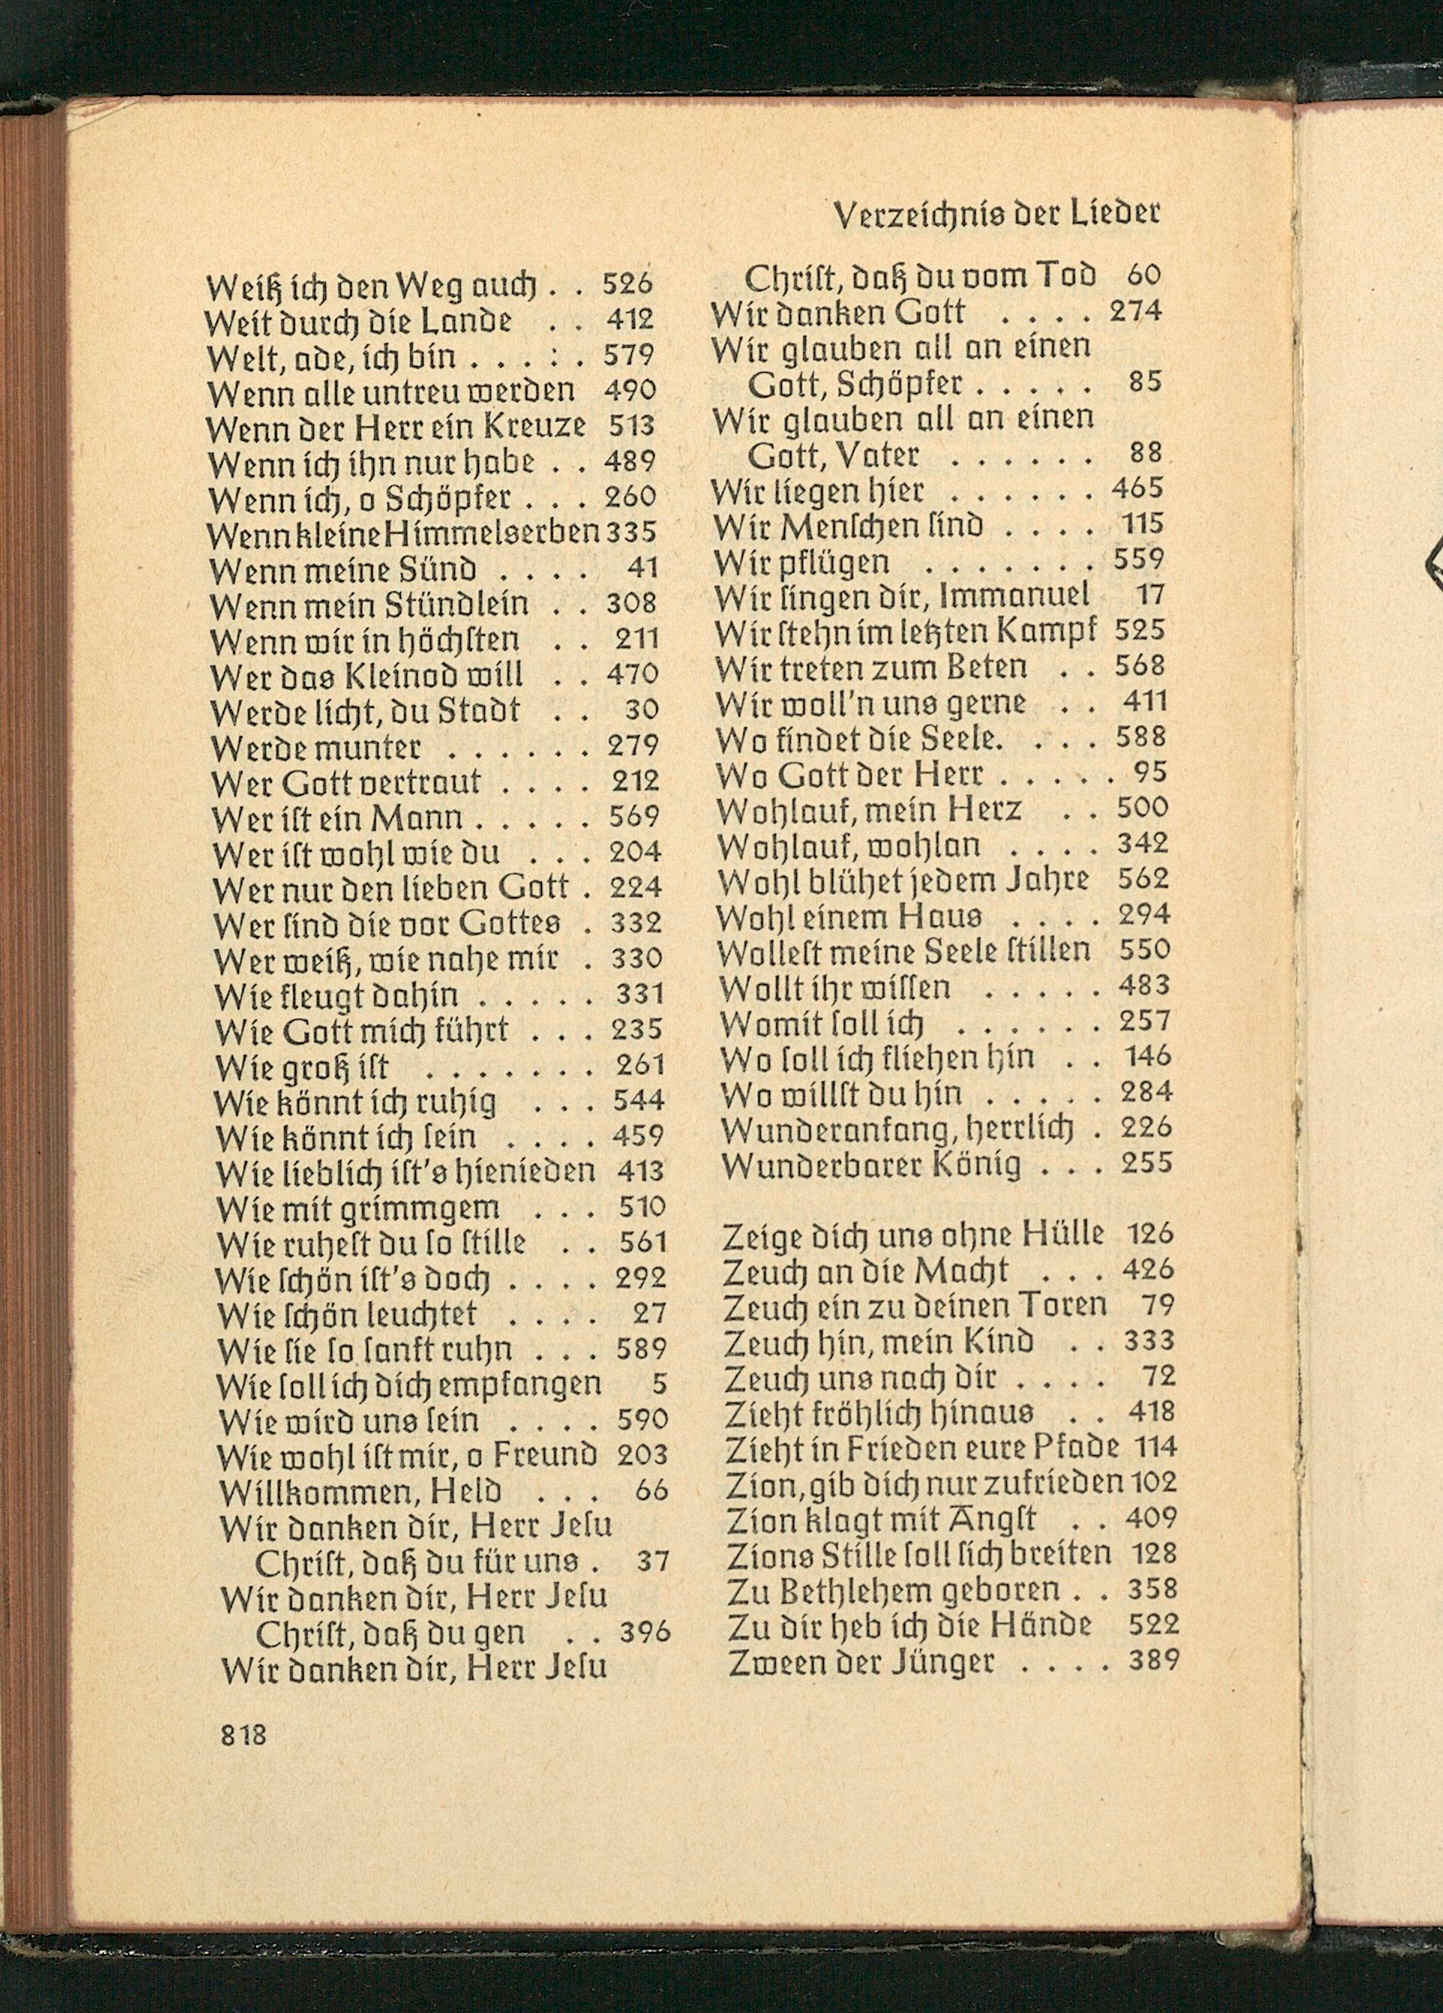 Verzeichnis der Lieder
Weiß ich den Weg auch . . 526
Weit durch die Lande . . 412
Welt, ade, ich bin . . . : . 579
Wenn alle untreu werden 490
Wenn der Herr ein Kreuze 513
Wenn ich ihn nur habe . . 489
Wenn ich, o Schöpfer . . . 260
Wenn kleine Himmelserben 335
Wenn meine Sünd . . . . 41
Wenn mein Stündlein . . 308
Wenn wir in höchſten . . 211
Wer das Kleinod will . . 470
Werde licht, du Stadt . . 30
Werde munter . . . . . . 279
Wer Gott vertraut . . . . 212
Wer iſt ein Mann . . . . . 569
Wer iſt wohl wie du . . . 204
Wer nur den lieben Gott . 224
Wer ſind die vor Gottes . 332
Wer weiß, wie nahe mir . 330
Wie fleugt dahin . . . . . 331
Wie Gott mich führt . . . 235
Wie groß iſt . . . . . . . 261
Wie könnt ich ruhig . . . 544
Wie könnt ich ſein . . . . 459
Wie lieblich iſt's hienieden 413
Wie mit grimmgem . . . 510
Wie ruheſt du ſo ſtille . . 561
Wie ſchön iſt's doch . . . . 292
Wie ſchön leuchtet . . . . 27
Wie ſie ſo ſanft ruhn . . . 589
Wie ſoll ich dich empfangen 5
Wie wird uns ſein . . . . 590
Wie wohl iſt mir, o Freund 203
Willkommen, Held . . . 66
Wir danken dir, Herr Jeſu
Chriſt, daß du für uns . 37
Wir danken dir, Herr Jeſu
Chriſt, daß du gen . . 396
Wir danken dir, Herr Jeſu
Chriſt, daß du vom Tod 60
Wir danken Gott . . . . 274
Wir glauben all an einen
Gott, Schöpfer . . . . . 85
Wir glauben all an einen
Gott, Vater . . . . . . 88
Wir liegen hier . . . . . . 465
Wir Menſchen ſind . . . . 115
Wir pflügen . . . . . . . 559
Wir ſingen dir, Immanuel 17
Wir ſtehn im letzten Kampf 525
Wir treten zum Beten . . 568
Wir woll'n uns gerne . . 411
Wo findet die Seele. . . . 588
Wo Gott der Herr . . . . . 95
Wohlauf, mein Herz . . 500
Wohlauf, wohlan . . . . 342
Wohl blühet jedem Jahre 562
Wohl einem Haus . . . . 294
Wolleſt meine Seele ſtillen 550
Wollt ihr wiſſen . . . . . 483
Womit ſoll ich . . . . . . 257
Wo ſoll ich fliehen hin . . 146
Wo willſt du hin . . . . . 284
Wunderanfang, herrlich . 226
Wunderbarer König . . . 255
Zeige dich uns ohne Hülle 126
Zeuch an die Macht . . . 426
Zeuch ein zu deinen Toren 79
Zeuch hin, mein Kind . . 333
Zeuch uns nach dir . . . . 72
Zieht fröhlich hinaus . . 418
Zieht in Frieden eure Pfade 114
Zion, gib dich nur zufrieden 102
Zion klagt mit Angſt . . 409
Zions Stille ſoll ſich breiten 128
Zu Bethlehem geboren . . 358
Zu dir heb ich die Hände 522
Zween der Jünger . . . . 389
818